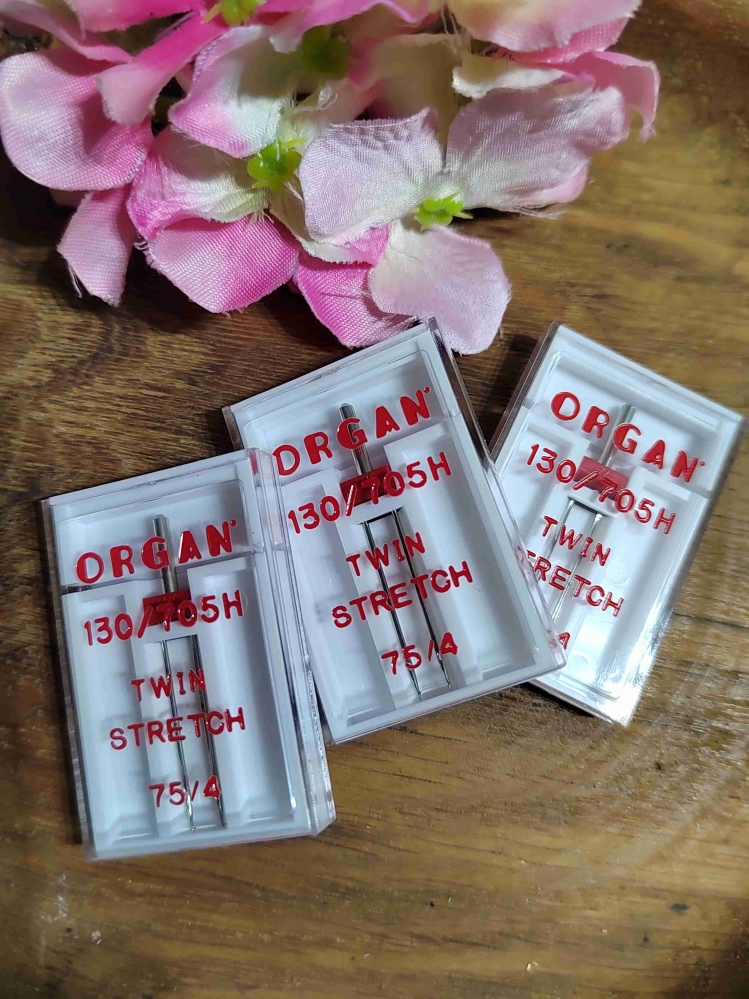 ORGAN
130/705H
TWIN
STRETCH
75/4
ORGAN
130/705H
TWIN
STRETCH
75/4
ORGAN
130/705H
TWIN
STRETCH
4